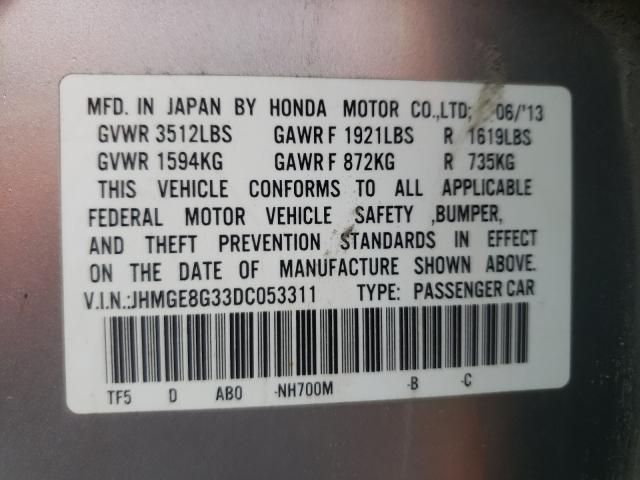 MFD. IN JAPAN BY HONDA MOTOR CO.,LTD; 06/'13
GVWR 3512LBS GAWR F 1921LBS R 1619LBS
GVWR 1594KG GAWR F 872KG R 735KG
THIS VEHICLE CONFORMS TO ALL APPLICABLE
FEDERAL MOTOR VEHICLE SAFETY ,BUMPER,
AND THEFT PREVENTION STANDARDS IN EFFECT
ON THE DATE OF MANUFACTURE SHOWN ABOVE.
V.I.N.:JHMGE8G33DC053311 TYPE: PASSENGER CAR
TF5 D AB0 -NH700M -B -C